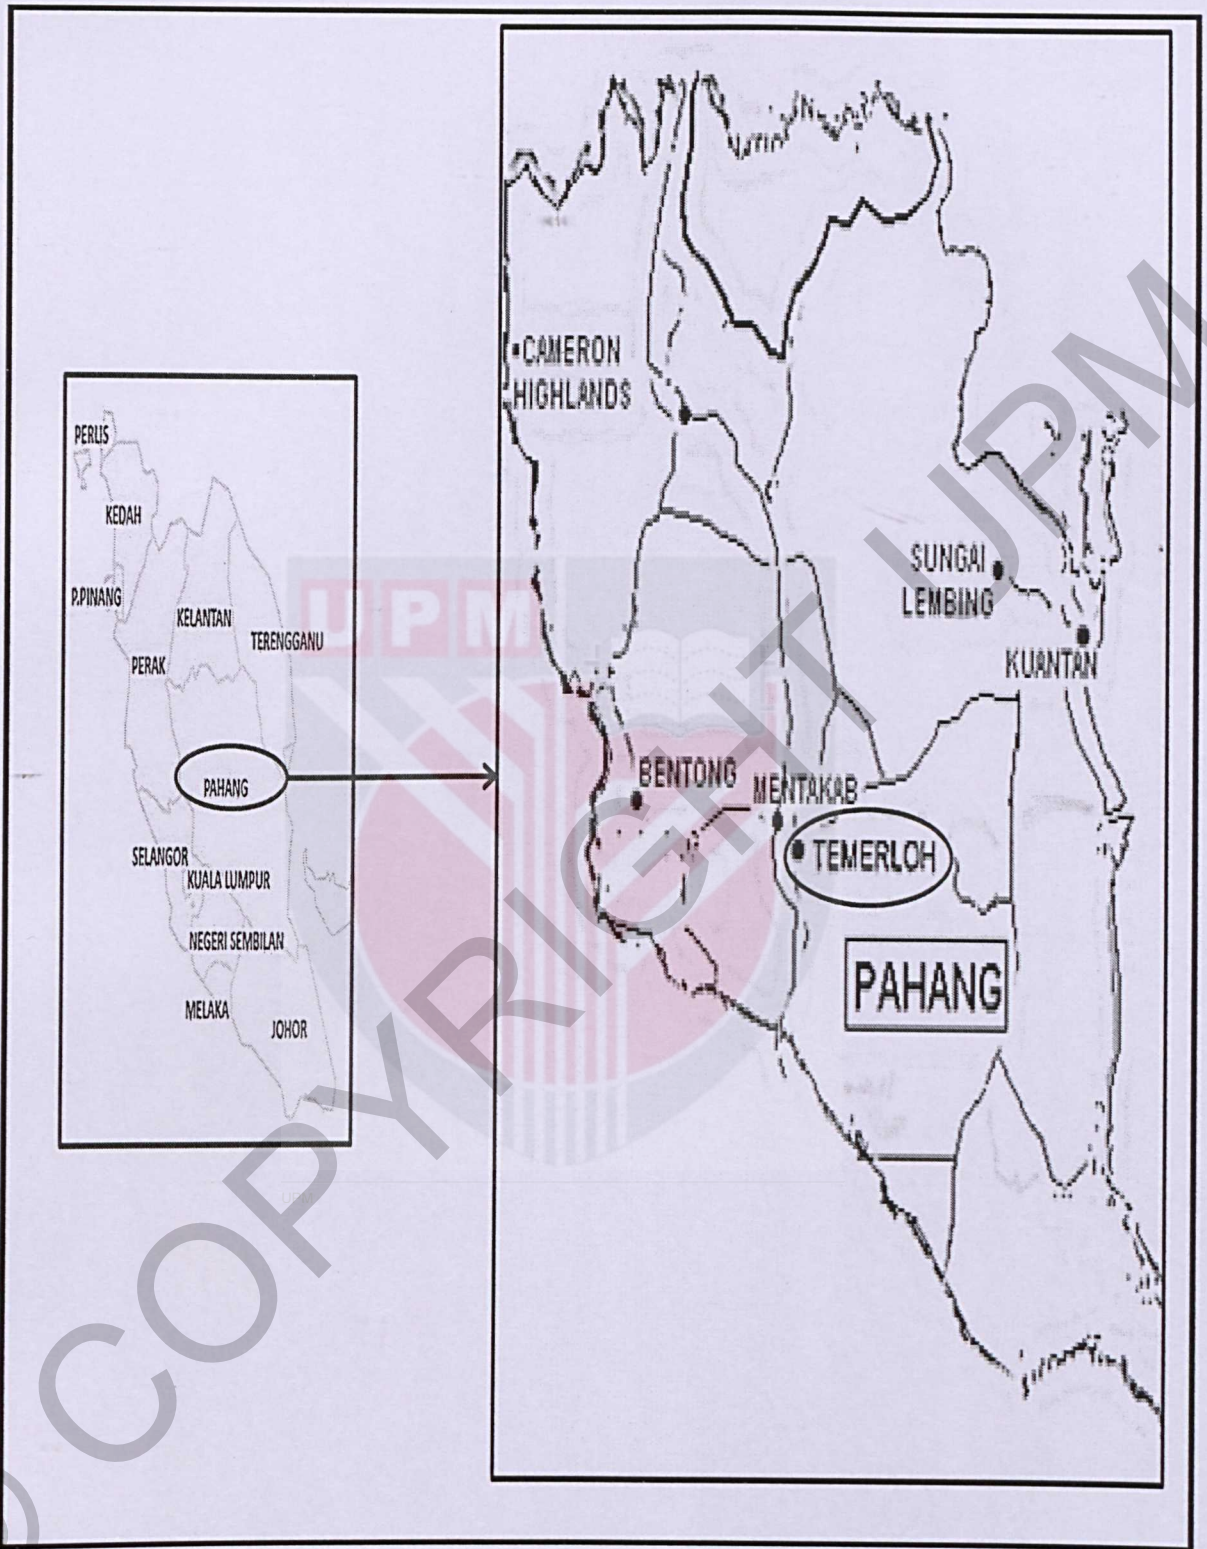 PERLIS
KEDAH
P.PINANG
KELANTAN
TERENGGANU
PERAK
PAHANG
SELANGOR
KUALA LUMPUR
NEGERI SEMBILAN
MELAKA
JOHOR
CAMERON
HIGHLANDS
SUNGAI
LEMBING
KUANTAN
BENTONG
MENTAKAB
TEMERLOH
PAHANG
UPM
© COPYRIGHT UPM